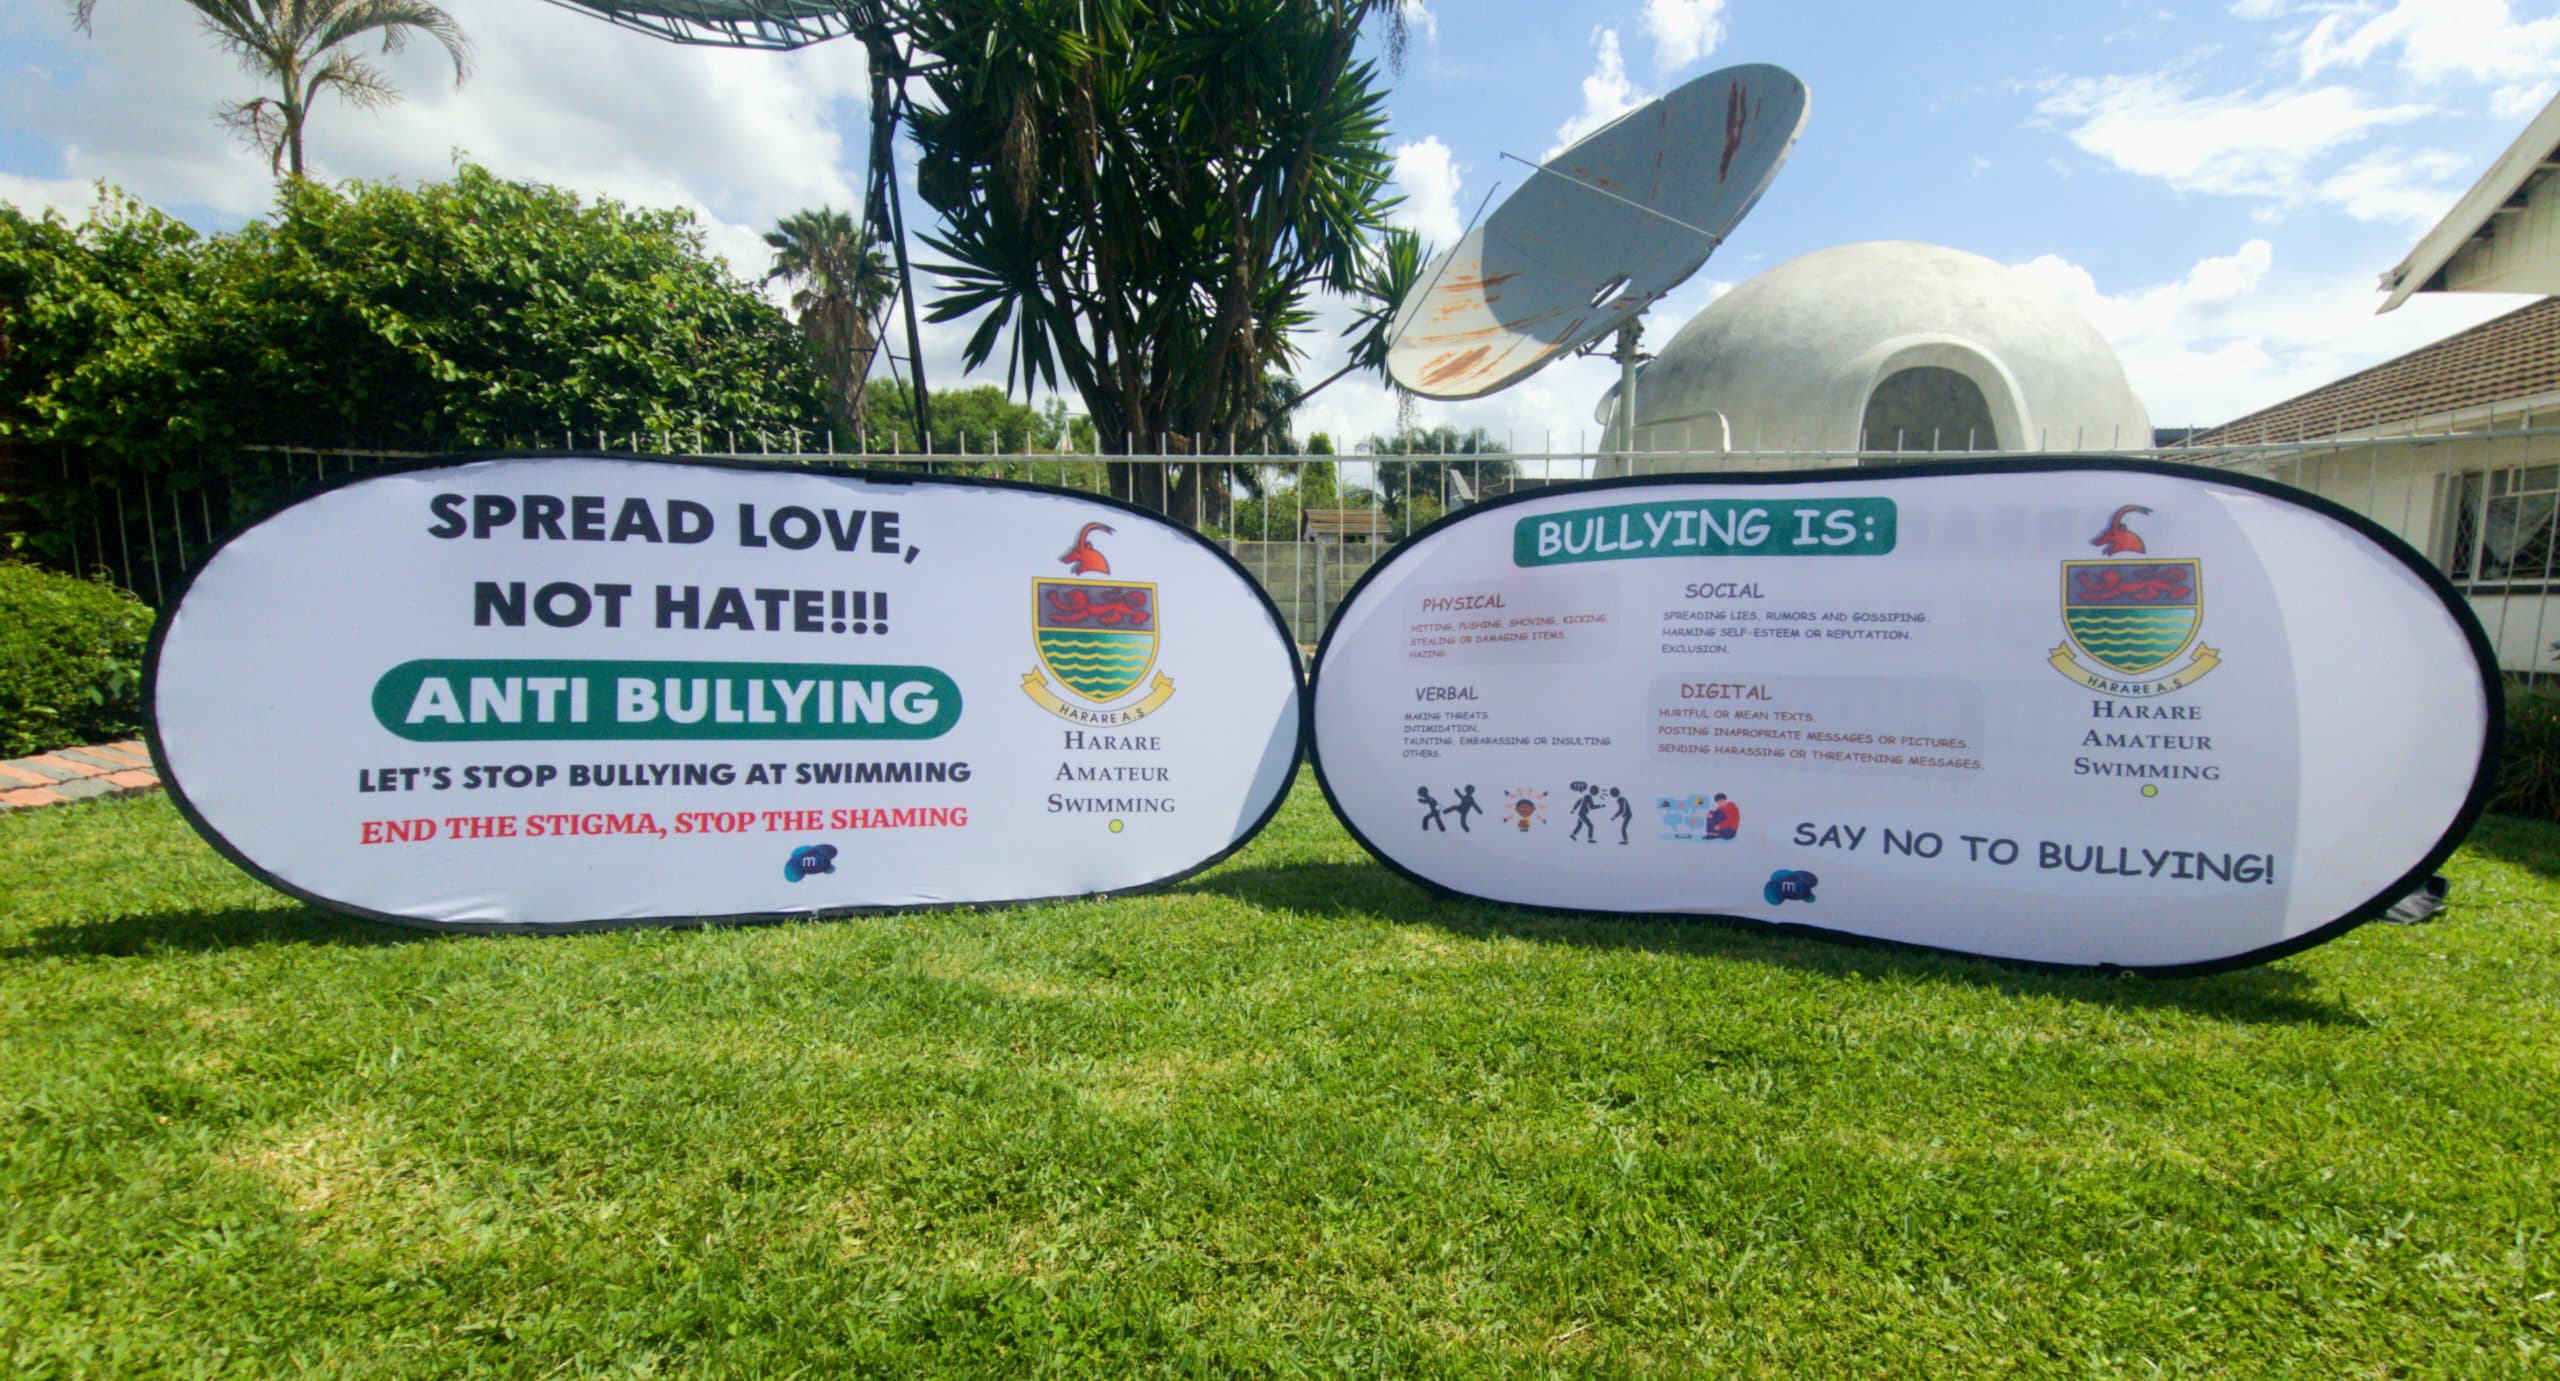 SPREAD LOVE,
NOT HATE!!!
ANTI BULLYING
LET'S STOP BULLYING AT SWIMMING
END THE STIGMA, STOP THE SHAMING
HARARE A.S
HARARE
AMATEUR
SWIMMING
m
BULLYING IS:
PHYSICAL
HITTING, PUSHING, SHOVING, KICKING.
STEALING OR DAMAGING ITEMS.
HAZING.
SOCIAL
SPREADING LIES, RUMORS AND GOSSIPING.
HARMING SELF-ESTEEM OR REPUTATION.
EXCLUSION.
VERBAL
MAKING THREATS.
INTIMIDATION.
TAUNTING, EMBARASSING OR INSULTING
OTHERS.
DIGITAL
HURTFUL OR MEAN TEXTS.
POSTING INAPROPRIATE MESSAGES OR PICTURES.
SENDING HARASSING OR THREATENING MESSAGES.
HARARE A.S
HARARE
AMATEUR
SWIMMING
SAY NO TO BULLYING!
m